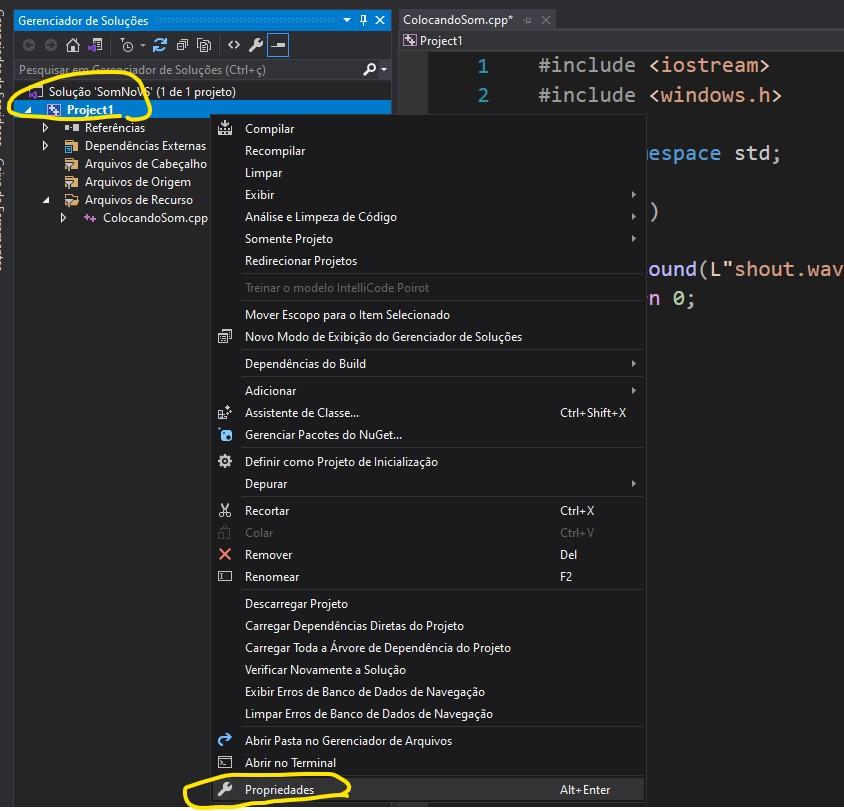 Gerenciador de Soluções
Pesquisar em Gerenciador de Soluções (Ctrl+ç)
Solução 'SomNoVS' (1 de 1 projeto)
Project1
Referências
Dependências Externas
Arquivos de Cabeçalho
Arquivos de Origem
Arquivos de Recurso
ColocandoSom.cpp
ColocandoSom.cpp*
Project1
1 #include <iostream>
2 #include <windows.h>
espace std;
)
ound(L"shout.wav
n 0;
Compilar
Recompilar
Limpar
Exibir
Análise e Limpeza de Código
Somente Projeto
Redirecionar Projetos
Treinar o modelo IntelliCode Poirot
Mover Escopo para o Item Selecionado
Novo Modo de Exibição do Gerenciador de Soluções
Dependências do Build
Adicionar
Assistente de Classe... Ctrl+Shift+X
Gerenciar Pacotes do NuGet...
Definir como Projeto de Inicialização
Depurar
Recortar Ctrl+X
Colar Ctrl+V
Remover Del
Renomear F2
Descarregar Projeto
Carregar Dependências Diretas do Projeto
Carregar Toda a Árvore de Dependência do Projeto
Verificar Novamente a Solução
Exibir Erros de Banco de Dados de Navegação
Limpar Erros de Banco de Dados de Navegação
Abrir Pasta no Gerenciador de Arquivos
Abrir no Terminal
Propriedades Alt+Enter